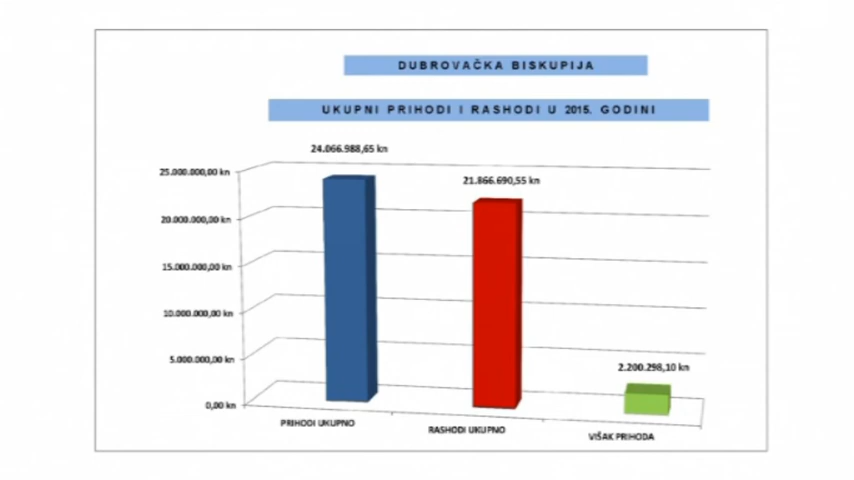 DUBROVAČKA BISKUPIJA
UKUPNI PRIHODI I RASHODI U 2015. GODINI
24.066.988,65 kn
21.866.690,55 kn
2.200.298,10 kn
25.000.000,00 kn
20.000.000,00 kn
15.000.000,00 kn
10.000.000,00 kn
5.000.000,00 kn
0,00 kn
PRIHODI UKUPNO
RASHODI UKUPNO
VIŠAK PRIHODA